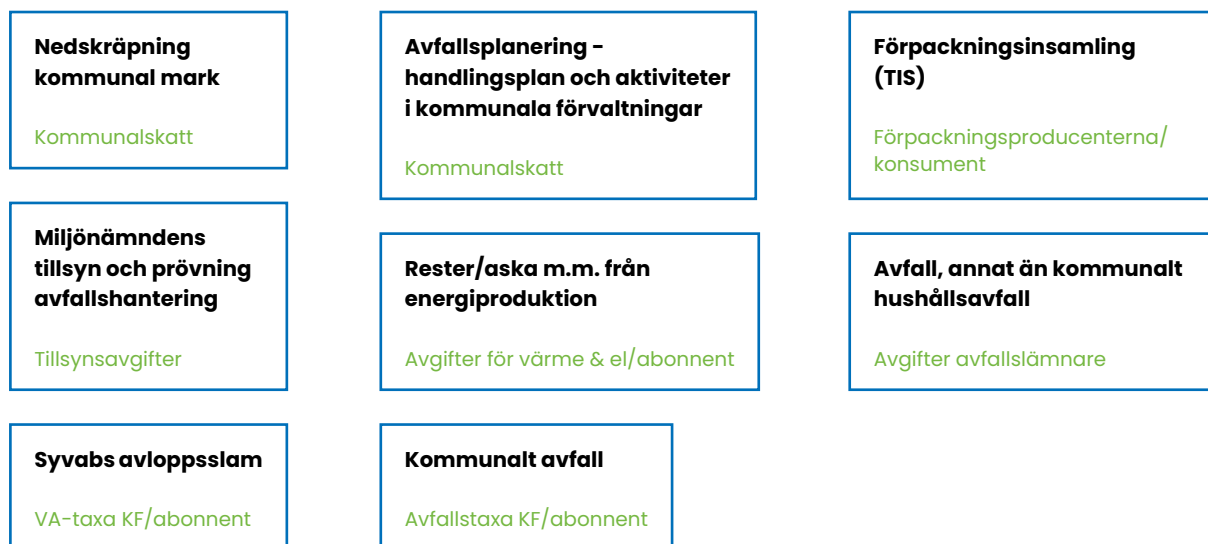 Nedskräpning
kommunal mark
Kommunalskatt
Avfallsplanering -
handlingsplan och aktiviteter
i kommunala förvaltningar
Kommunalskatt
Förpackningsinsamling
(TIS)
Förpackningsproducenterna/
konsument
Miljönämndens
tillsyn och prövning
avfallshantering
Tillsynsavgifter
Rester/aska m.m. från
energiproduktion
Avgifter för värme & el/abonnent
Avfall, annat än kommunalt
hushållsavfall
Avgifter avfallslämnare
Syvabs avloppsslam
VA-taxa KF/abonnent
Kommunalt avfall
Avfallstaxa KF/abonnent